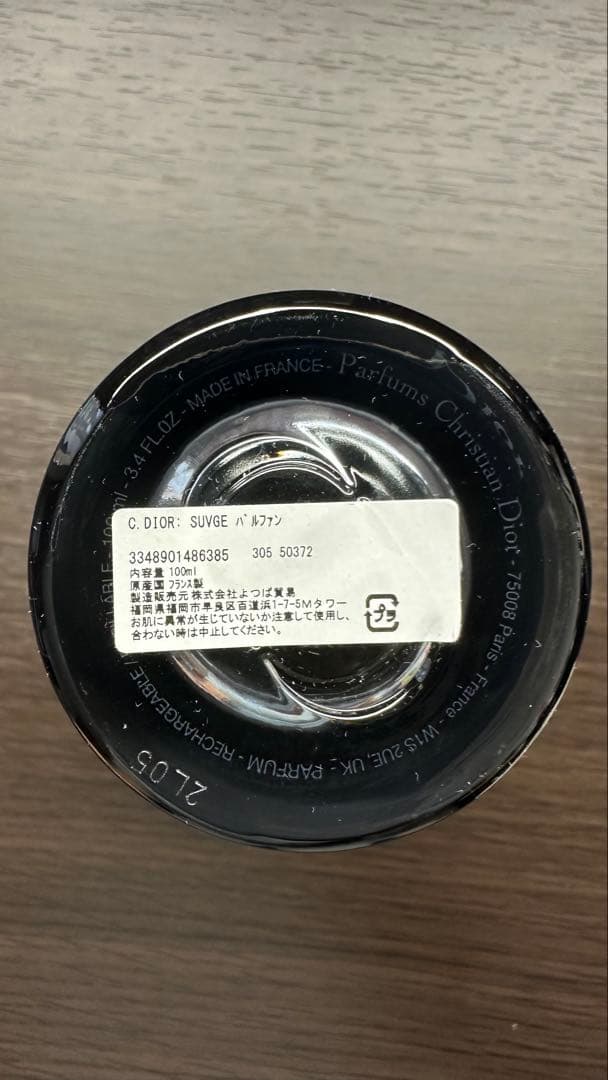 C.DIOR: SUVGE パルファン
3348901486385 305 50372
内容量 100ml
原産国 フランス製
製造販売元 株式会社よつば貿易
福岡県福岡市早良区百道浜1-7-5Mタワー
お肌に異常が生じていないか注意して使用し、
合わない時は中止してください。
プラ
3.4 FL.OZ - MADE IN FRANCE - Parfums Christian Dior - 75008 Paris - France - W1S 2UE, UK - PARFUM - RECHARGEABLE /
2L05